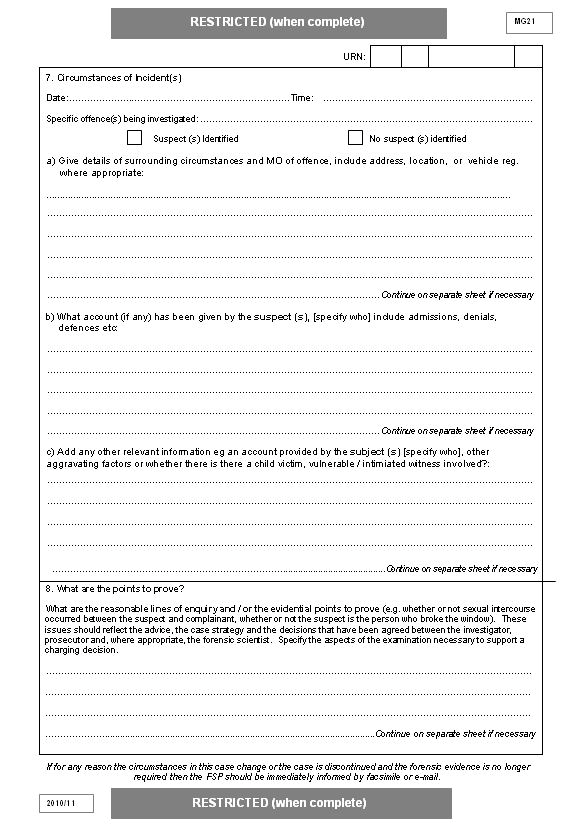 RESTRICTED (when complete)
MG21
URN:
7. Circumstances of Incident(s)
Date:..........................................................................Time: ......................................................................
Specific offence(s) being investigated:................................................................................................................
Suspect (s) Identified
No suspect (s) identified
a) Give details of surrounding circumstances and MO of offence, include address, location, or vehicle reg.
where appropriate:
...........................................................................................................................................................
..................................................................................................................................................................
..................................................................................................................................................................
..................................................................................................................................................................
..................................................................................................................................................................
...............................................................................................................Continue on separate sheet if necessary
b) What account (if any) has been given by the suspect (s), [specify who] include admissions, denials,
defences etc:
..................................................................................................................................................................
..................................................................................................................................................................
..................................................................................................................................................................
..................................................................................................................................................................
...............................................................................................................Continue on separate sheet if necessary
c) Add any other relevant information eg an account provided by the subject (s) [specify who], other
aggravating factors or whether there is there a child victim, vulnerable / intimiated witness involved?:
..................................................................................................................................................................
..................................................................................................................................................................
..................................................................................................................................................................
..................................................................................................................................................................
...............................................................................................................Continue on separate sheet if necessary
8. What are the points to prove?
What are the reasonable lines of enquiry and / or the evidential points to prove (e.g. whether or not sexual intercourse
occurred between the suspect and complainant, whether or not the suspect is the person who broke the window). These
issues should reflect the advice, the case strategy and the decisions that have been agreed between the investigator,
prosecutor and, where appropriate, the forensic scientist. Specify the aspects of the examination necessary to support a
charging decision.
..................................................................................................................................................................
..................................................................................................................................................................
..................................................................................................................................................................
..............................................................................................................Continue on separate sheet if necessary
If for any reason the circumstances in this case change or the case is discontinued and the forensic evidence is no longer
required then the FSP should be immediately informed by facsimile or e-mail.
2010/11
RESTRICTED (when complete)